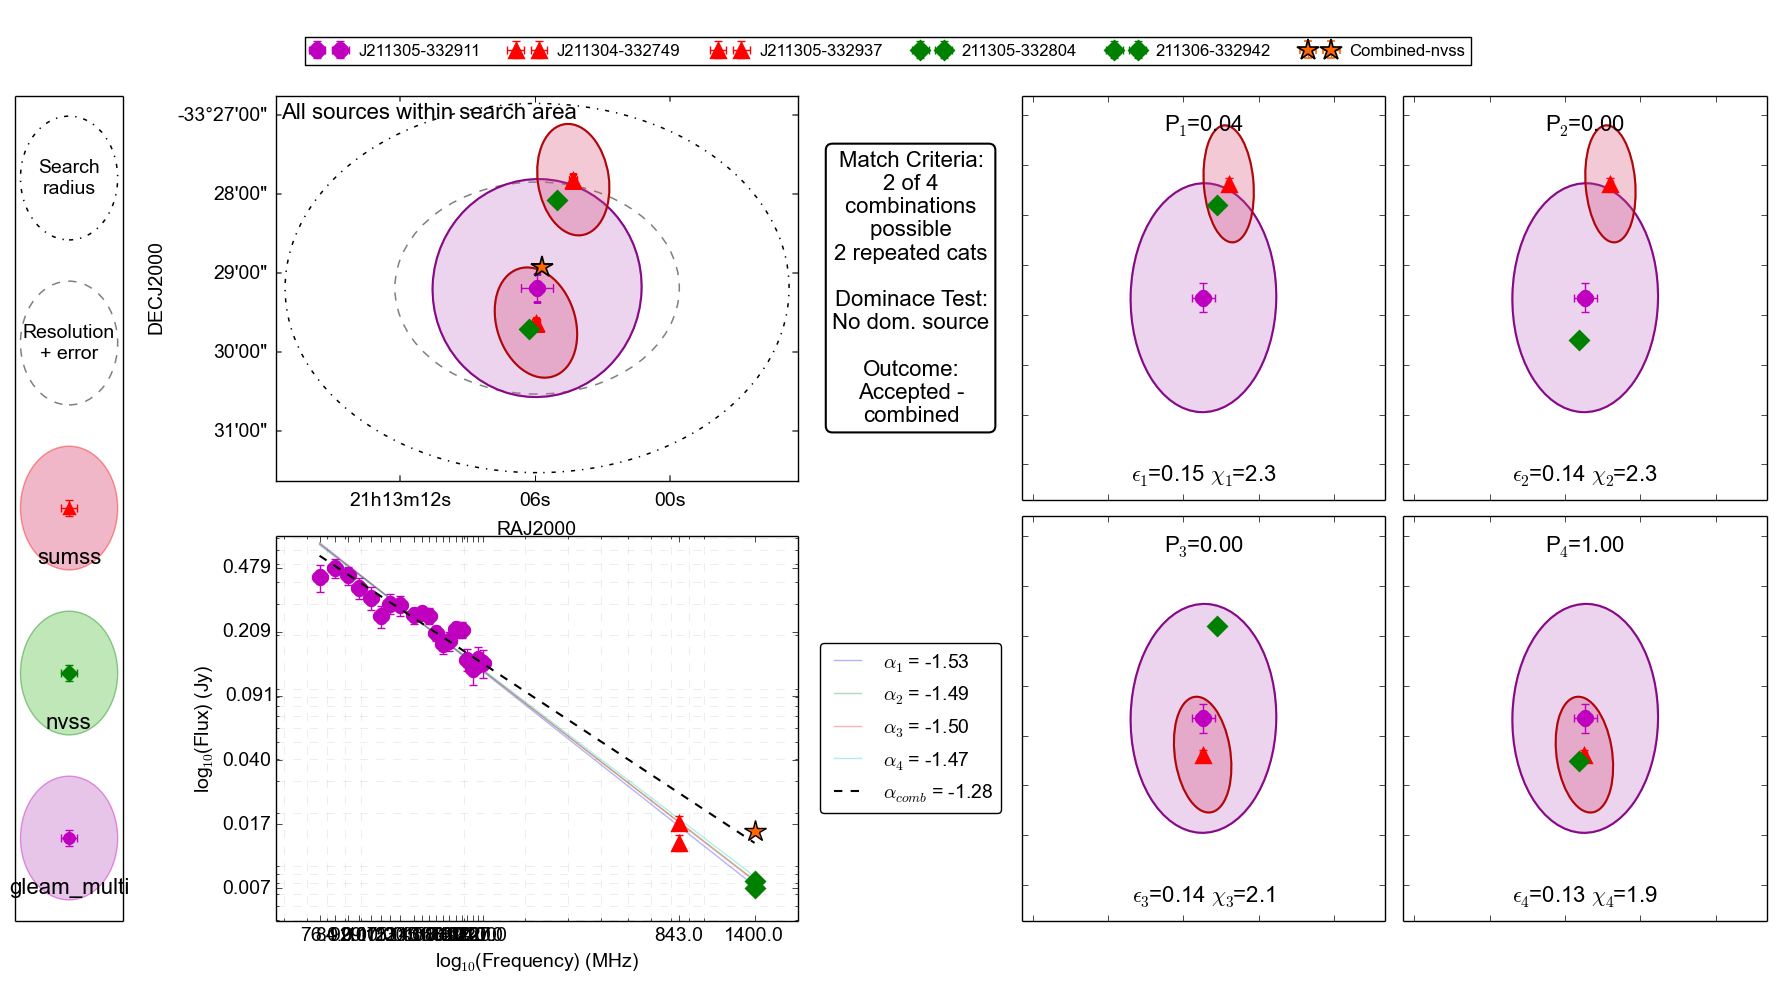 J211305-332911 J211304-332749 J211305-332937 211305-332804 211306-332942 Combined-nvss
Search
radius
Resolution
+ error
sumss
nvss
gleam_multi
All sources within search area
-33°27'00"
28'00"
29'00"
30'00"
31'00"
DECJ2000
21h13m12s 06s 00s
RAJ2000
Match Criteria:
2 of 4
combinations
possible
2 repeated cats
Dominace Test:
No dom. source
Outcome:
Accepted -
combined
P1=0.04
ϵ1=0.15 χ1=2.3
P2=0.00
ϵ2=0.14 χ2=2.3
0.479
0.209
0.091
0.040
0.017
0.007
log10(Flux) (Jy)
843.0 1400.0
log10(Frequency) (MHz)
α1 = -1.53
α2 = -1.49
α3 = -1.50
α4 = -1.47
αcomb = -1.28
P3=0.00
ϵ3=0.14 χ3=2.1
P4=1.00
ϵ4=0.13 χ4=1.9